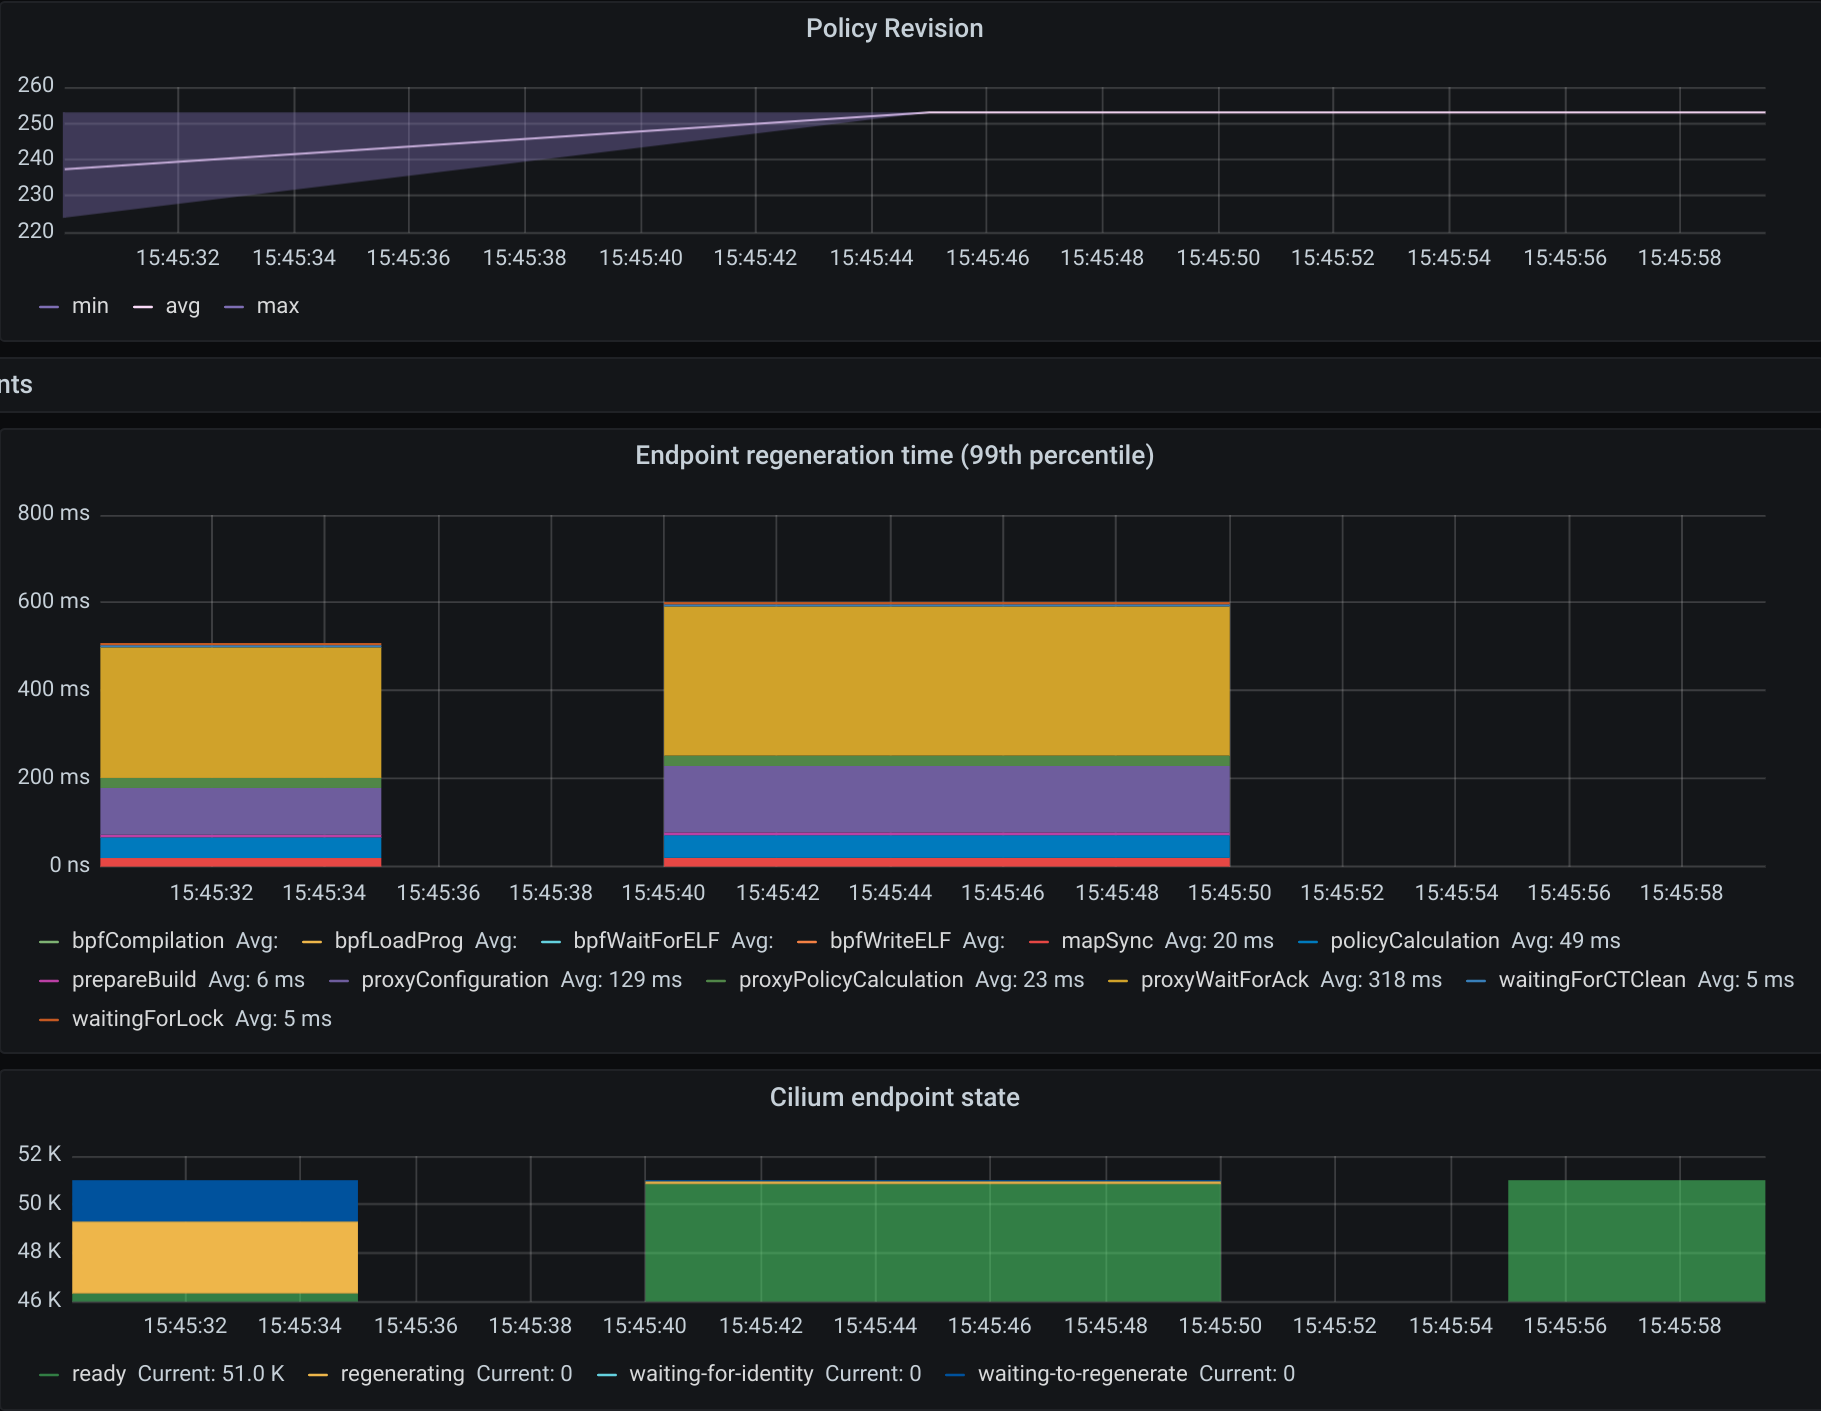 Policy Revision
260
250
240
230
220
15:45:32 15:45:34 15:45:36 15:45:38 15:45:40 15:45:42 15:45:44 15:45:46 15:45:48 15:45:50 15:45:52 15:45:54 15:45:56 15:45:58
min avg max
nts
Endpoint regeneration time (99th percentile)
800 ms
600 ms
400 ms
200 ms
0 ns
15:45:32 15:45:34 15:45:36 15:45:38 15:45:40 15:45:42 15:45:44 15:45:46 15:45:48 15:45:50 15:45:52 15:45:54 15:45:56 15:45:58
bpfCompilation Avg: bpfLoadProg Avg: bpfWaitForELF Avg: bpfWriteELF Avg: mapSync Avg: 20 ms policyCalculation Avg: 49 ms
prepareBuild Avg: 6 ms proxyConfiguration Avg: 129 ms proxyPolicyCalculation Avg: 23 ms proxyWaitForAck Avg: 318 ms waitingForCTClean Avg: 5 ms
waitingForLock Avg: 5 ms
Cilium endpoint state
52 K
50 K
48 K
46 K
15:45:32 15:45:34 15:45:36 15:45:38 15:45:40 15:45:42 15:45:44 15:45:46 15:45:48 15:45:50 15:45:52 15:45:54 15:45:56 15:45:58
ready Current: 51.0 K regenerating Current: 0 waiting-for-identity Current: 0 waiting-to-regenerate Current: 0